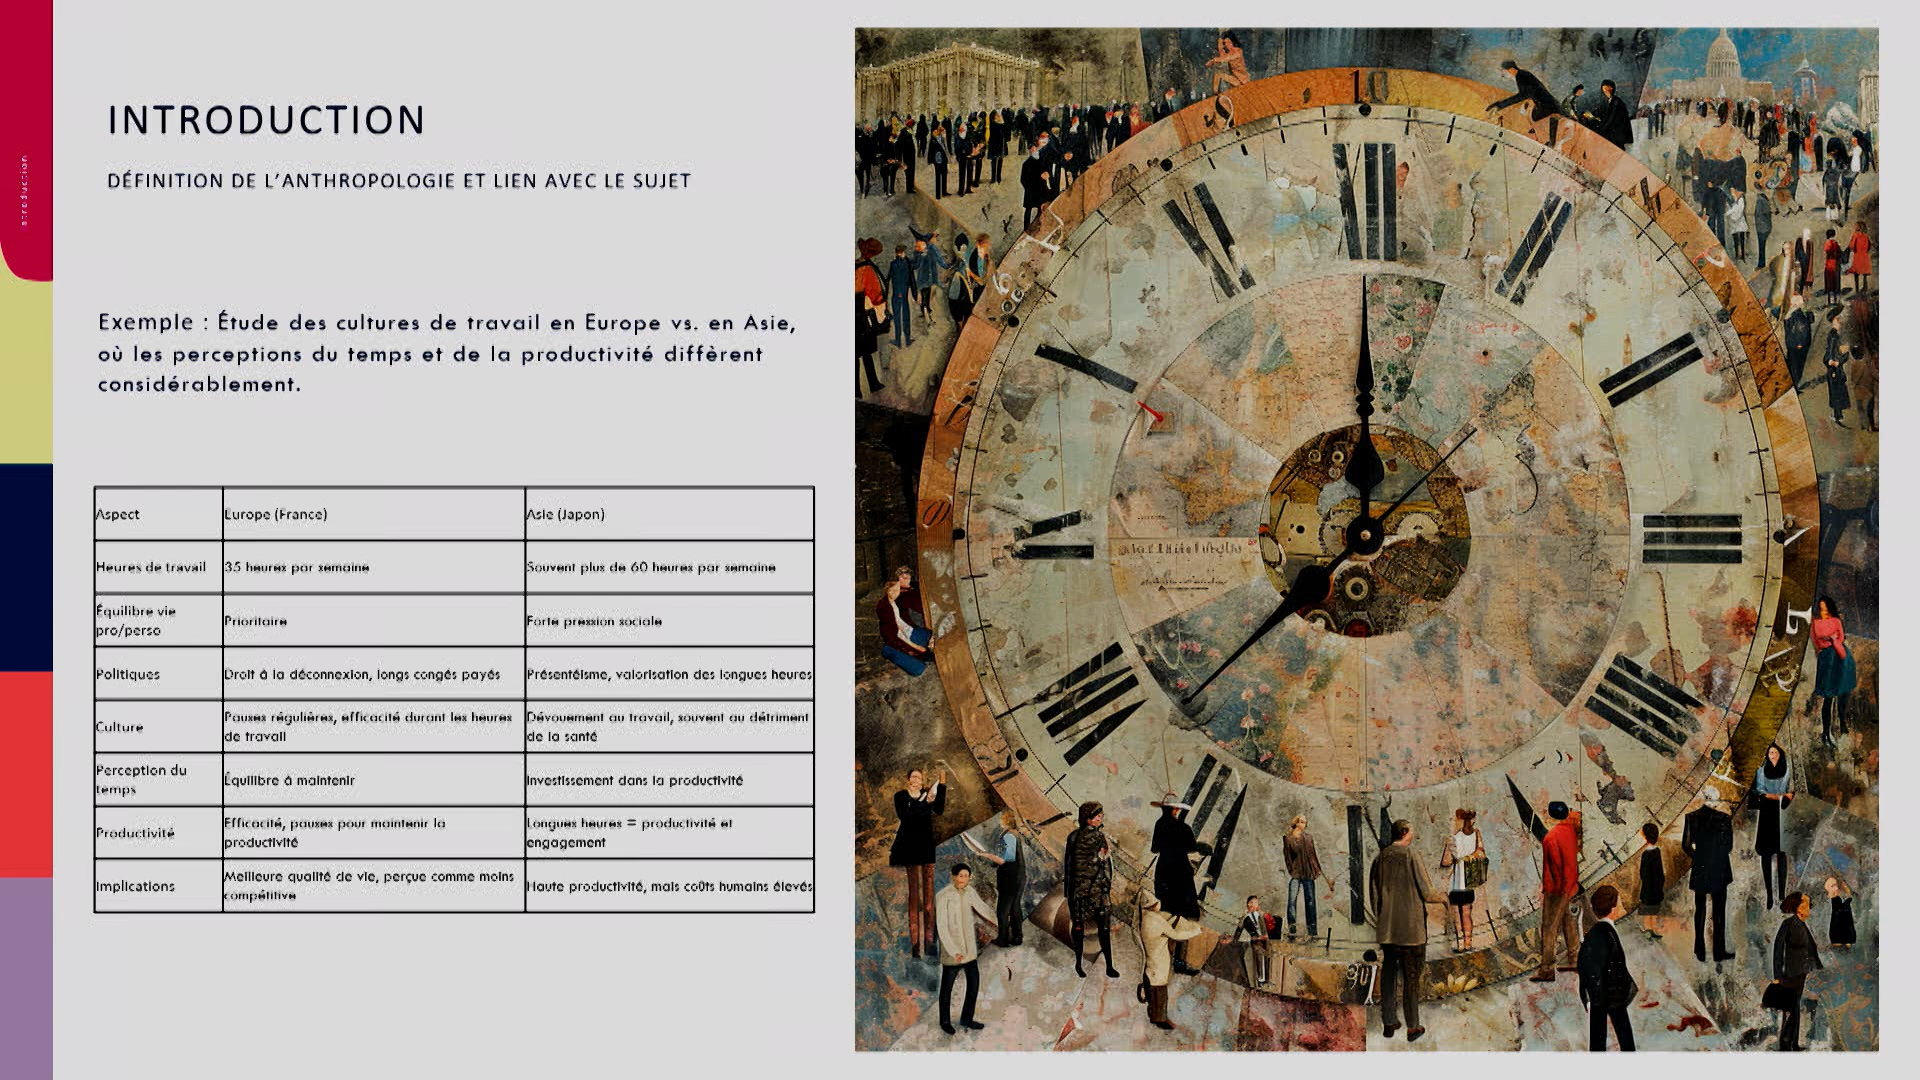 introduction
INTRODUCTION
DÉFINITION DE L'ANTHROPOLOGIE ET LIEN AVEC LE SUJET
Exemple : Étude des cultures de travail en Europe vs. en Asie,
où les perceptions du temps et de la productivité diffèrent
considérablement.
Aspect Europe (France) Asie (Japon)
Heures de travail 35 heures par semaine Souvent plus de 60 heures par semaine
Équilibre vie
pro/perso Prioritaire Forte pression sociale
Politiques Droit à la déconnexion, longs congés payés Présentéisme, valorisation des longues heures
Culture Pauses régulières, efficacité durant les heures
de travail Dévouement au travail, souvent au détriment
de la santé
Perception du
temps Équilibre à maintenir Investissement dans la productivité
Productivité Efficacité, pauses pour maintenir la
productivité Longues heures = productivité et
engagement
Implications Meilleure qualité de vie, perçue comme moins
compétitive Haute productivité, mais coûts humains élevés
10
XII
II
III